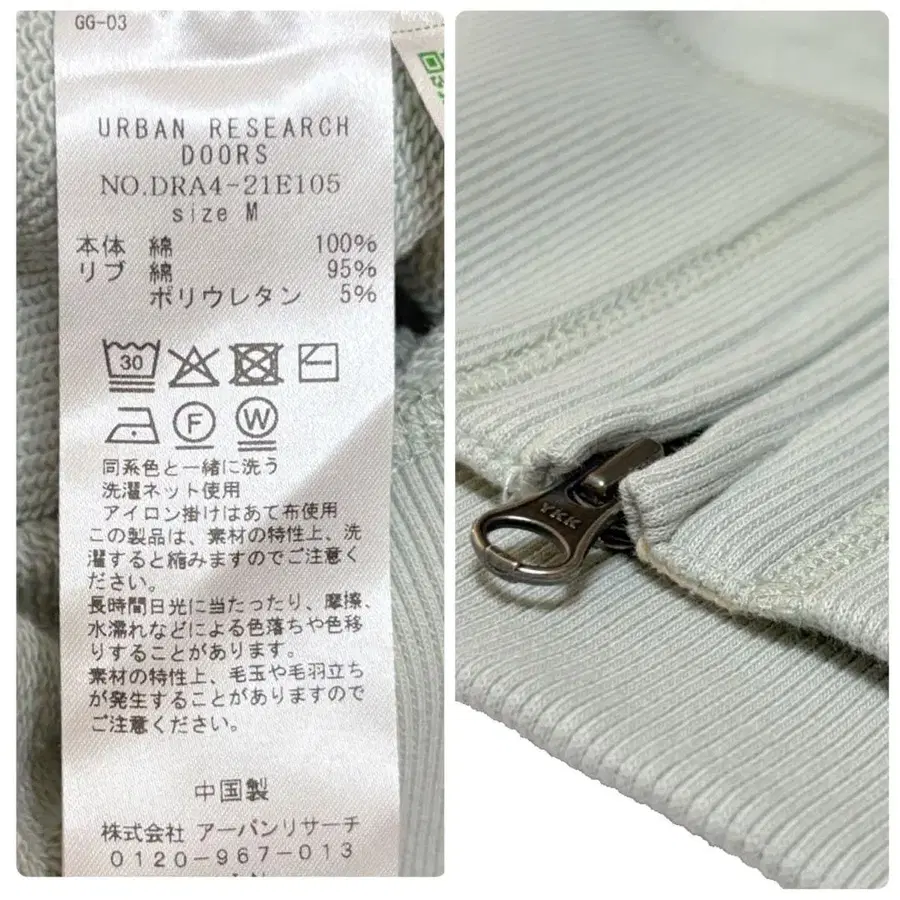 GG-03
URBAN RESEARCH
DOORS
NO.DRA4-21E105
size M
本体 綿 100%
リブ 綿 95%
ポリウレタン 5%
30
F W
同系色と一緒に洗う
洗濯ネット使用
アイロン掛けはあて布使用
この製品は、素材の特性上、洗
濯すると縮みますのでご注意く
ださい。
長時間日光に当たったり、摩擦、
水濡れなどによる色落ちや色移
りすることがあります。
素材の特性上、毛玉や毛羽立ち
が発生することがありますので
ご注意ください。
中国製
株式会社 アーバンリサーチ
0120-967-013
YKK